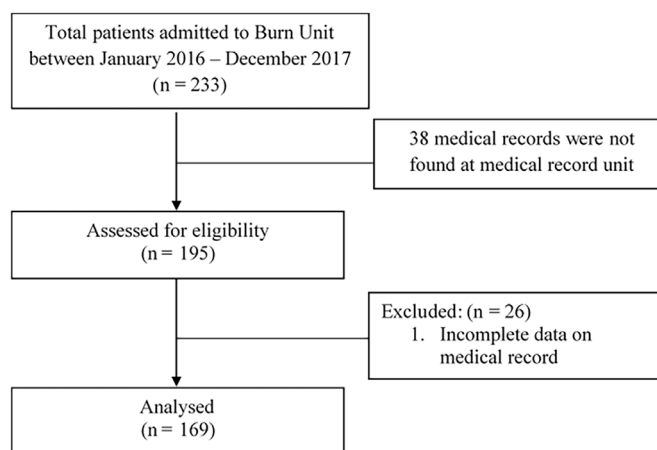 Total patients admitted to Burn Unit
between January 2016 – December 2017
(n = 233)
38 medical records were not
found at medical record unit
Assessed for eligibility
(n = 195)
Excluded: (n = 26)
1. Incomplete data on
medical record
Analysed
(n = 169)